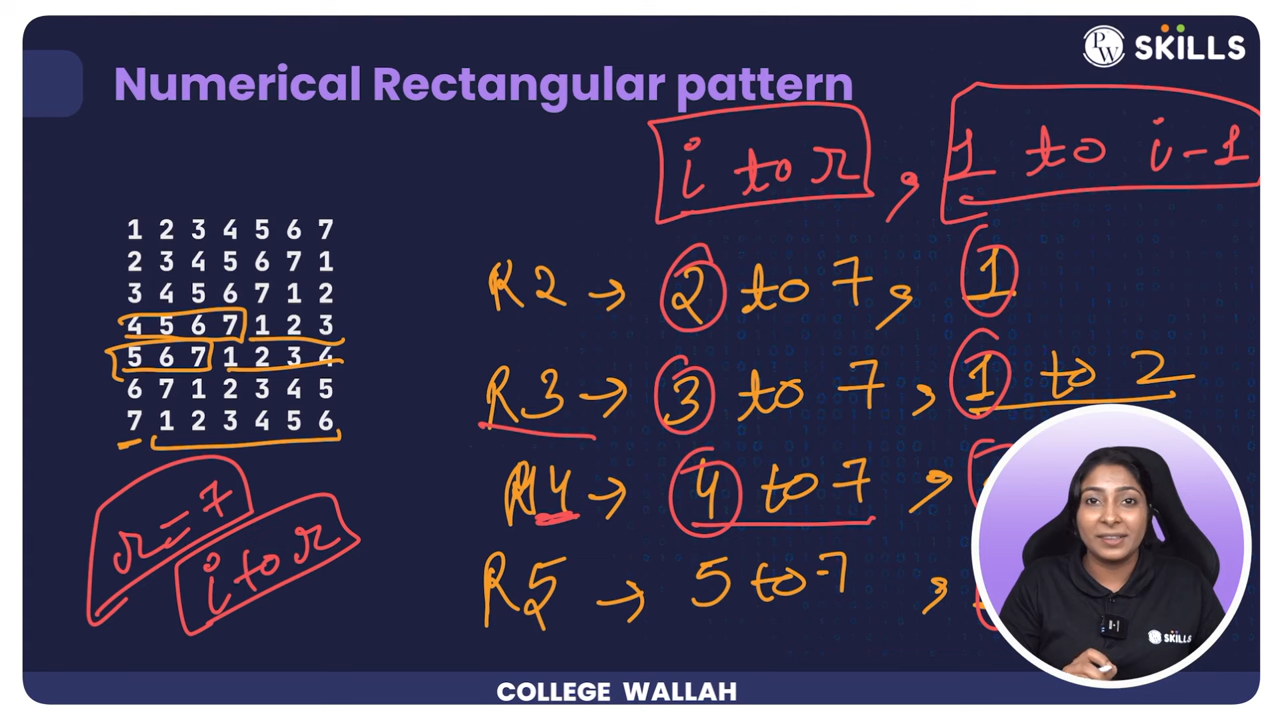 PW SKILLS
Numerical Rectangular pattern
i to r , 1 to i-1
1 2 3 4 5 6 7
2 3 4 5 6 7 1
3 4 5 6 7 1 2
4 5 6 7 1 2 3
5 6 7 1 2 3 4
6 7 1 2 3 4 5
7 1 2 3 4 5 6
r = 7
i to r
R2 → 2 to 7 , 1
R3 → 3 to 7 , 1 to 2
R4 → 4 to 7 ,
R5 → 5 to 7 ,
SKILLS
COLLEGE WALLAH